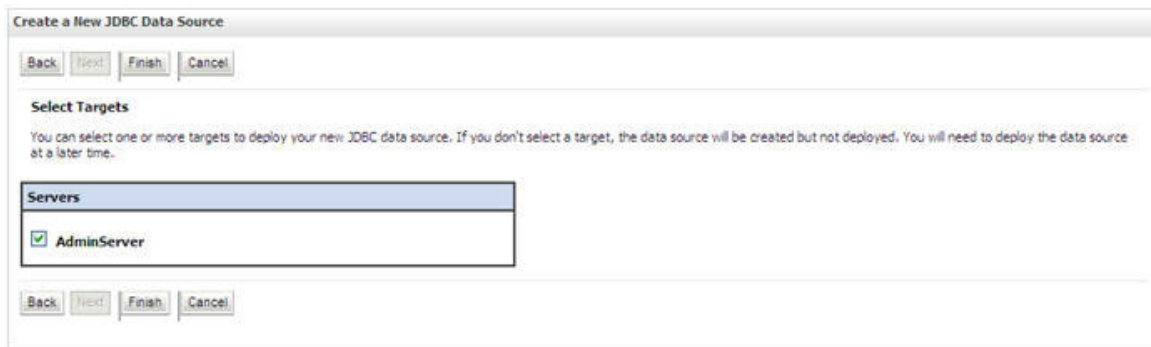 Create a New JDBC Data Source
Back Next Finish Cancel
Select Targets
You can select one or more targets to deploy your new JDBC data source. If you don't select a target, the data source will be created but not deployed. You will need to deploy the data source
at a later time.
Servers
AdminServer
Back Next Finish Cancel